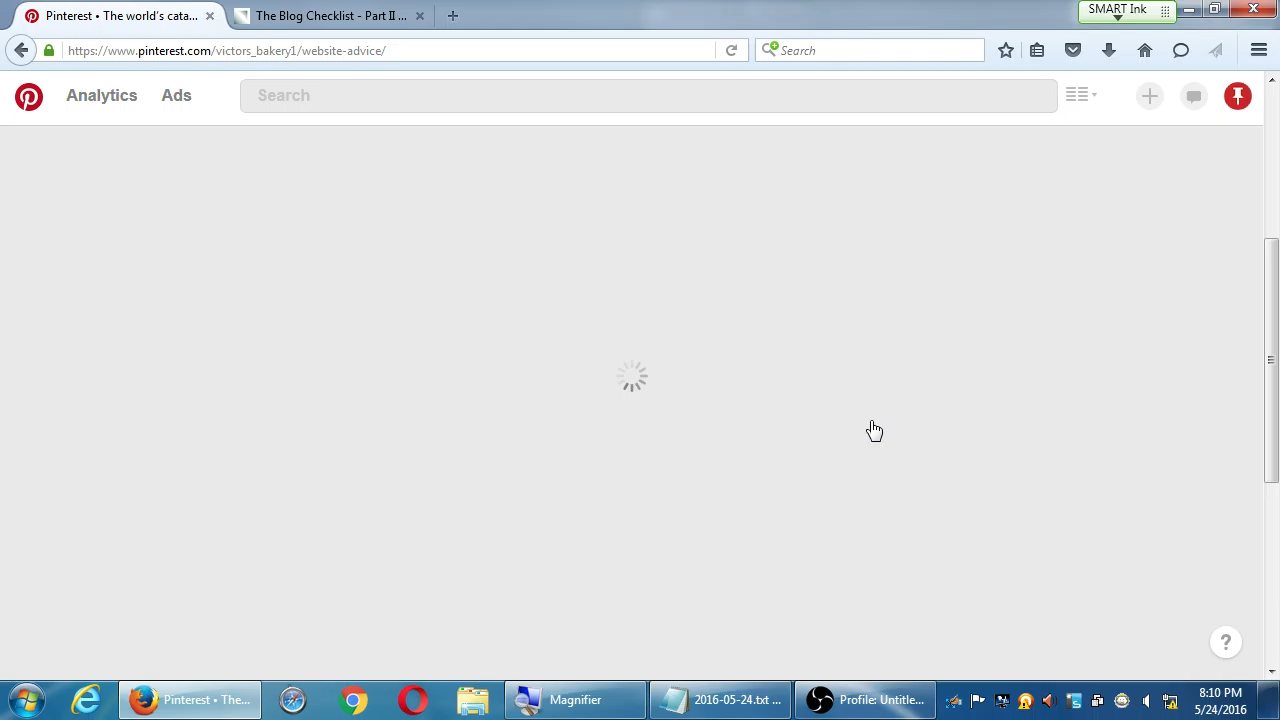 Pinterest • The world's cata...
The Blog Checklist - Part II ...
SMART Ink
https://www.pinterest.com/victors_bakery1/website-advice/
Search
Analytics
Ads
Search
?
Pinterest • The...
Magnifier
2016-05-24.txt ...
Profile: Untitle...
8:10 PM
5/24/2016